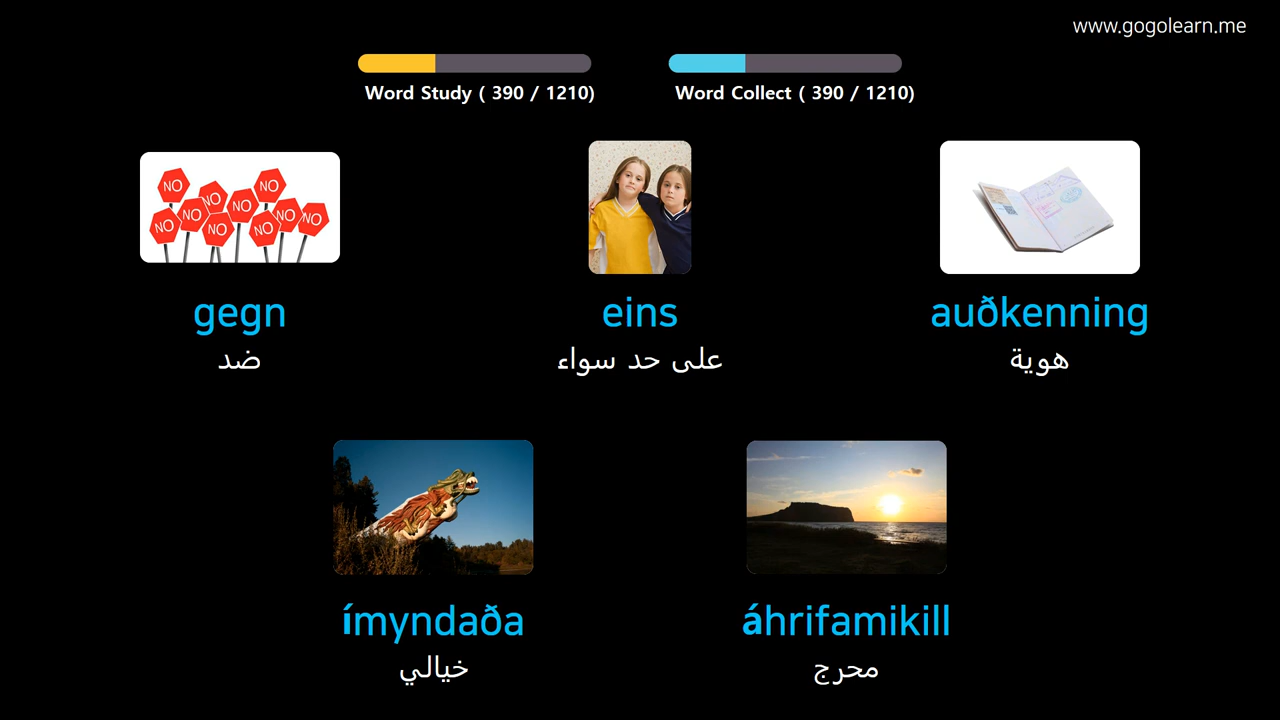 www.gogolearn.me
Word Study ( 390 / 1210)
Word Collect ( 390 / 1210)
NO NO NO NO NO NO NO NO NO NO
gegn
ضد
eins
على حد سواء
auðkenning
هوية
ímyndaða
خيالي
áhrifamikill
محرج